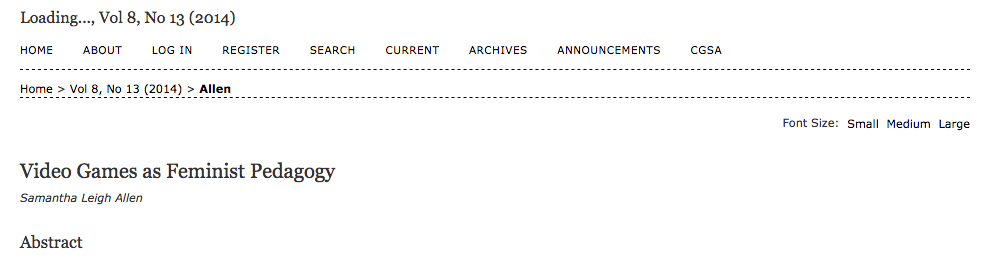 Loading..., Vol 8, No 13 (2014)
HOME ABOUT LOG IN REGISTER SEARCH CURRENT ARCHIVES ANNOUNCEMENTS CGSA
Home > Vol 8, No 13 (2014) > Allen
Font Size: Small Medium Large
Video Games as Feminist Pedagogy
Samantha Leigh Allen
Abstract